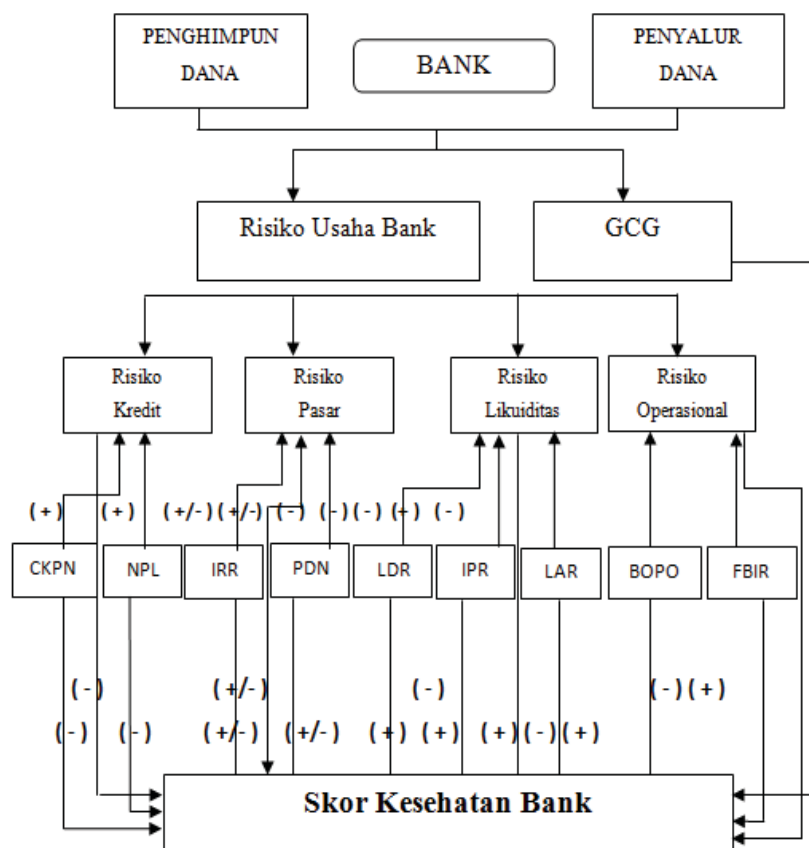 PENGHIMPUN
DANA
BANK
PENYALUR
DANA
Risiko Usaha Bank
GCG
Risiko
Kredit
Risiko
Pasar
Risiko
Likuiditas
Risiko
Operasional
(+) (+) (+/-) (+/-) (-) (-) (-) (+) (-)
CKPN
NPL
IRR
PDN
LDR
IPR
LAR
BOPO
FBIR
(-) (+/-) (-) (-) (+)
(-) (-) (+/-) (+/-) (+) (+) (+) (-) (+)
Skor Kesehatan Bank